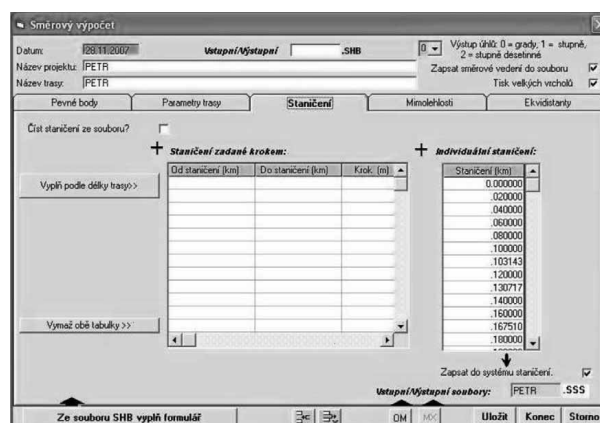 Směrový výpočet
Datum: 28.11.2007 Vstupní/Výstupní .SHB 0 Výstup úhlů: 0 = grady, 1 = stupně, 2 = stupně desetinně
Název projektu: PETR Zapsat směrové vedení do souboru
Název trasy: PETR Tisk velkých vrcholů
Pevné body Parametry trasy Staničení Mimolehlosti Ekvidistanty
Číst staničení ze souboru?
+ Staničení zadané krokem: + Individuální staničení:
Od staničení (km) Do staničení (km) Krok (m) Staničení (km)
Vyplň podle délky trasy>>
0.000000
.020000
.040000
.060000
.080000
.100000
.103143
.120000
.130717
.140000
.160000
.167510
.180000
Vymaž obě tabulky >>
Zapsat do systému staničení.
Vstupní/Výstupní soubory: PETR .SSS
Ze souboru SHB vyplň formulář OM MX Uložit Konec Storno